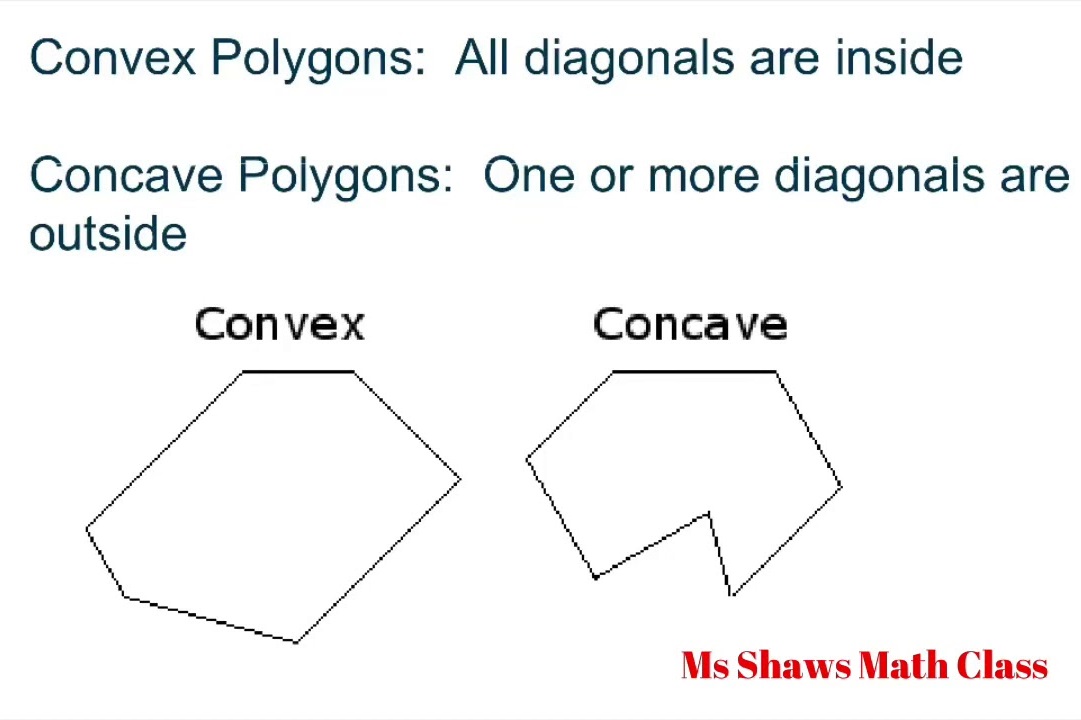 Convex Polygons: All diagonals are inside
Concave Polygons: One or more diagonals are
outside
Convex
Concave
Ms Shaws Math Class